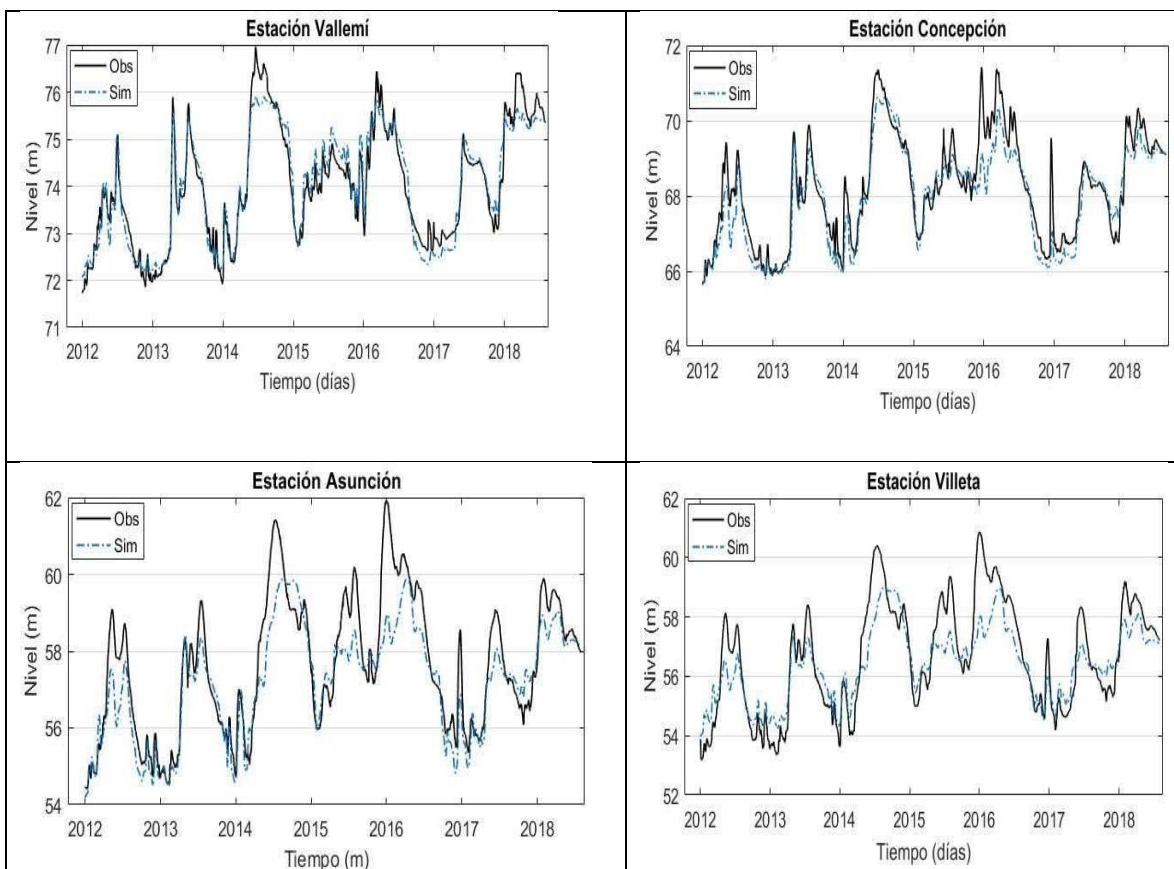 Estación Vallemí
Obs
Sim
77
76
75
74
73
72
71
Nivel (m)
2012 2013 2014 2015 2016 2017 2018
Tiempo (días)
Estación Concepción
Obs
Sim
72
70
68
66
64
Nivel (m)
2012 2013 2014 2015 2016 2017 2018
Tiempo (días)
Estación Asunción
Obs
Sim
62
60
58
56
54
Nivel (m)
2012 2013 2014 2015 2016 2017 2018
Tiempo (m)
Estación Villeta
Obs
Sim
60
58
56
54
52
Nivel (m)
2012 2013 2014 2015 2016 2017 2018
Tiempo (días)